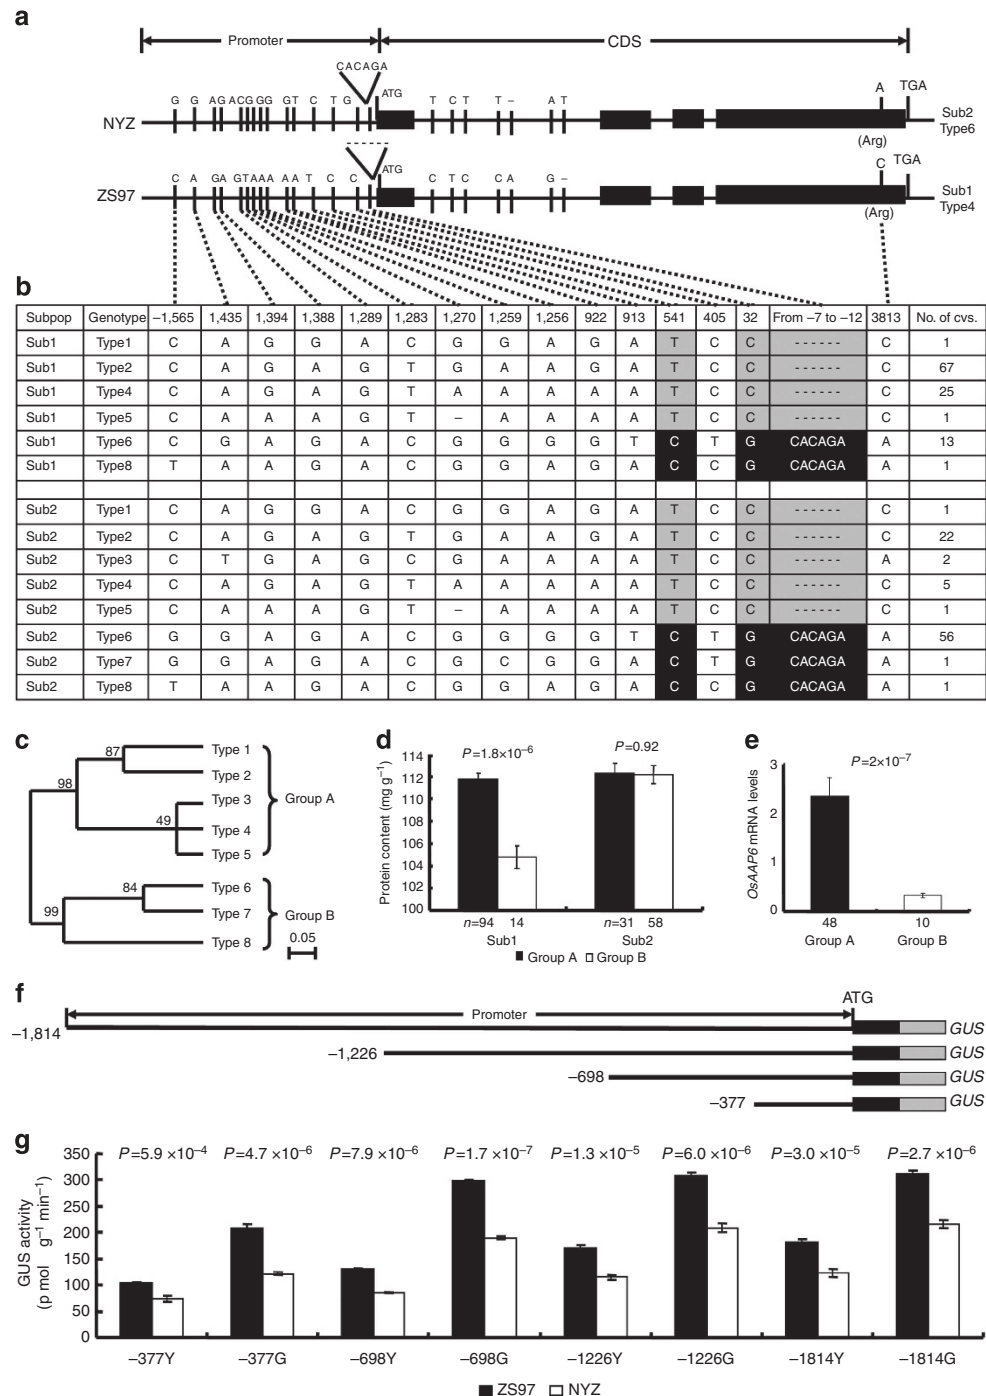 a
Promoter CDS
CACAGA
G G AGACGGG GT C T G ATG T C T T – A T A TGA
NYZ Sub2
Type6
(Arg)
C A GAGTAAA AAT C C ATG C T C C A G – C TGA
ZS97 Sub1
Type4
(Arg)
b
Subpop Genotype –1,565 1,435 1,394 1,388 1,289 1,283 1,270 1,259 1,256 922 913 541 405 32 From –7 to –12 3813 No. of cvs.
Sub1 Type1 C A G G A C G G A G A T C C - - - - - - C 1
Sub1 Type2 C A G A G T G A A G A T C C - - - - - - C 67
Sub1 Type4 C A G A G T A A A A A T C C - - - - - - C 25
Sub1 Type5 C A A A G T – A A A A T C C - - - - - - C 1
Sub1 Type6 C G A G A C G G G G T C T G CACAGA A 13
Sub1 Type8 T A A G A C G G A G A C C G CACAGA A 1
Sub2 Type1 C A G G A C G G A G A T C C - - - - - - C 1
Sub2 Type2 C A G A G T G A A G A T C C - - - - - - C 22
Sub2 Type3 C T G A G C G A A A A T C C - - - - - - A 2
Sub2 Type4 C A G A G T A A A A A T C C - - - - - - C 5
Sub2 Type5 C A A A G T – A A A A T C C - - - - - - C 1
Sub2 Type6 G G A G A C G G G G T C T G CACAGA A 56
Sub2 Type7 G G A G A C G C G G A C T G CACAGA A 1
Sub2 Type8 T A A G A C G G A G A C C G CACAGA A 1
c
87 Type 1
Type 2
98
Type 3
49 Type 4
Type 5
Group A
84 Type 6
Type 7
99
Type 8
Group B
0.05
d
P=1.8×10–6 P=0.92
Protein content (mg g–1)
114
112
110
108
106
104
102
100
n=94 14 n=31 58
Sub1 Sub2
Group A Group B
e
P=2×10–7
OsAAP6 mRNA levels
3
2
1
0
48 10
Group A Group B
f
ATG
Promoter
–1,814 GUS
–1,226 GUS
–698 GUS
–377 GUS
g
P=5.9 ×10–4 P=4.7 ×10–6 P=7.9 ×10–6 P=1.7 ×10–7 P=1.3 ×10–5 P=6.0 ×10–6 P=3.0 ×10–5 P=2.7 ×10–6
GUS activity
(p mol g–1 min–1)
350
300
250
200
150
100
50
0
–377Y –377G –698Y –698G –1226Y –1226G –1814Y –1814G
ZS97 NYZ